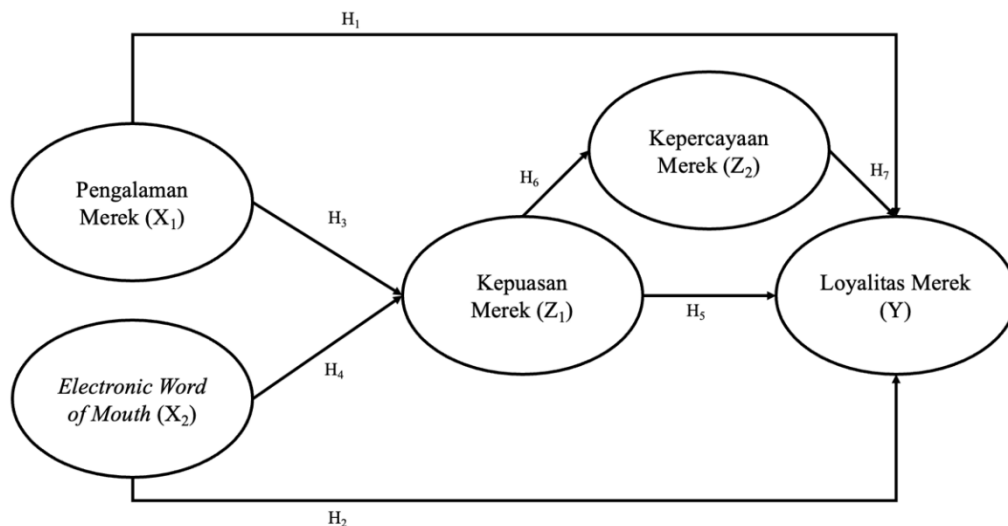 H₁
Kepercayaan
Merek (Z₂)
H₆
H₇
Pengalaman
Merek (X₁)
H₃
Kepuasan
Merek (Z₁)
H₅
Loyalitas Merek
(Y)
Electronic Word
of Mouth (X₂)
H₄
H₂